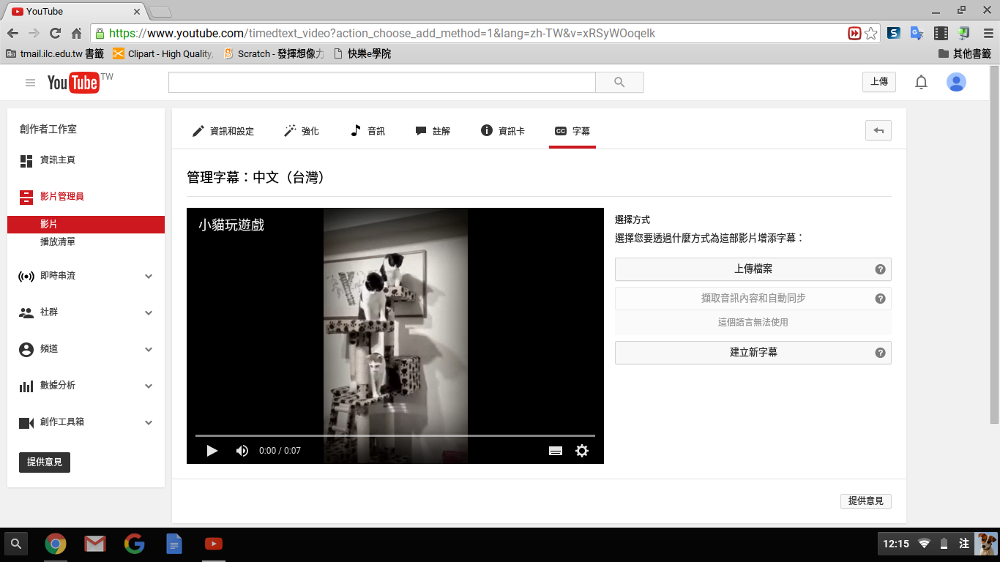 YouTube
https://www.youtube.com/timedtext_video?action_choose_add_method=1&lang=zh-TW&v=xRSyWOoqeIk
tmail.ilc.edu.tw 書籤
Clipart - High Quality,
Scratch - 發揮想像力
快樂e學院
其他書籤
YouTube TW
上傳
創作者工作室
資訊主頁
影片管理員
影片
播放清單
即時串流
社群
頻道
數據分析
創作工具箱
提供意見
資訊和設定
強化
音訊
註解
資訊卡
CC 字幕
管理字幕：中文（台灣）
小貓玩遊戲
0:00 / 0:07
選擇方式
選擇您要透過什麼方式為這部影片增添字幕：
上傳檔案
擷取音訊內容和自動同步
這個語言無法使用
建立新字幕
提供意見
12:15
注